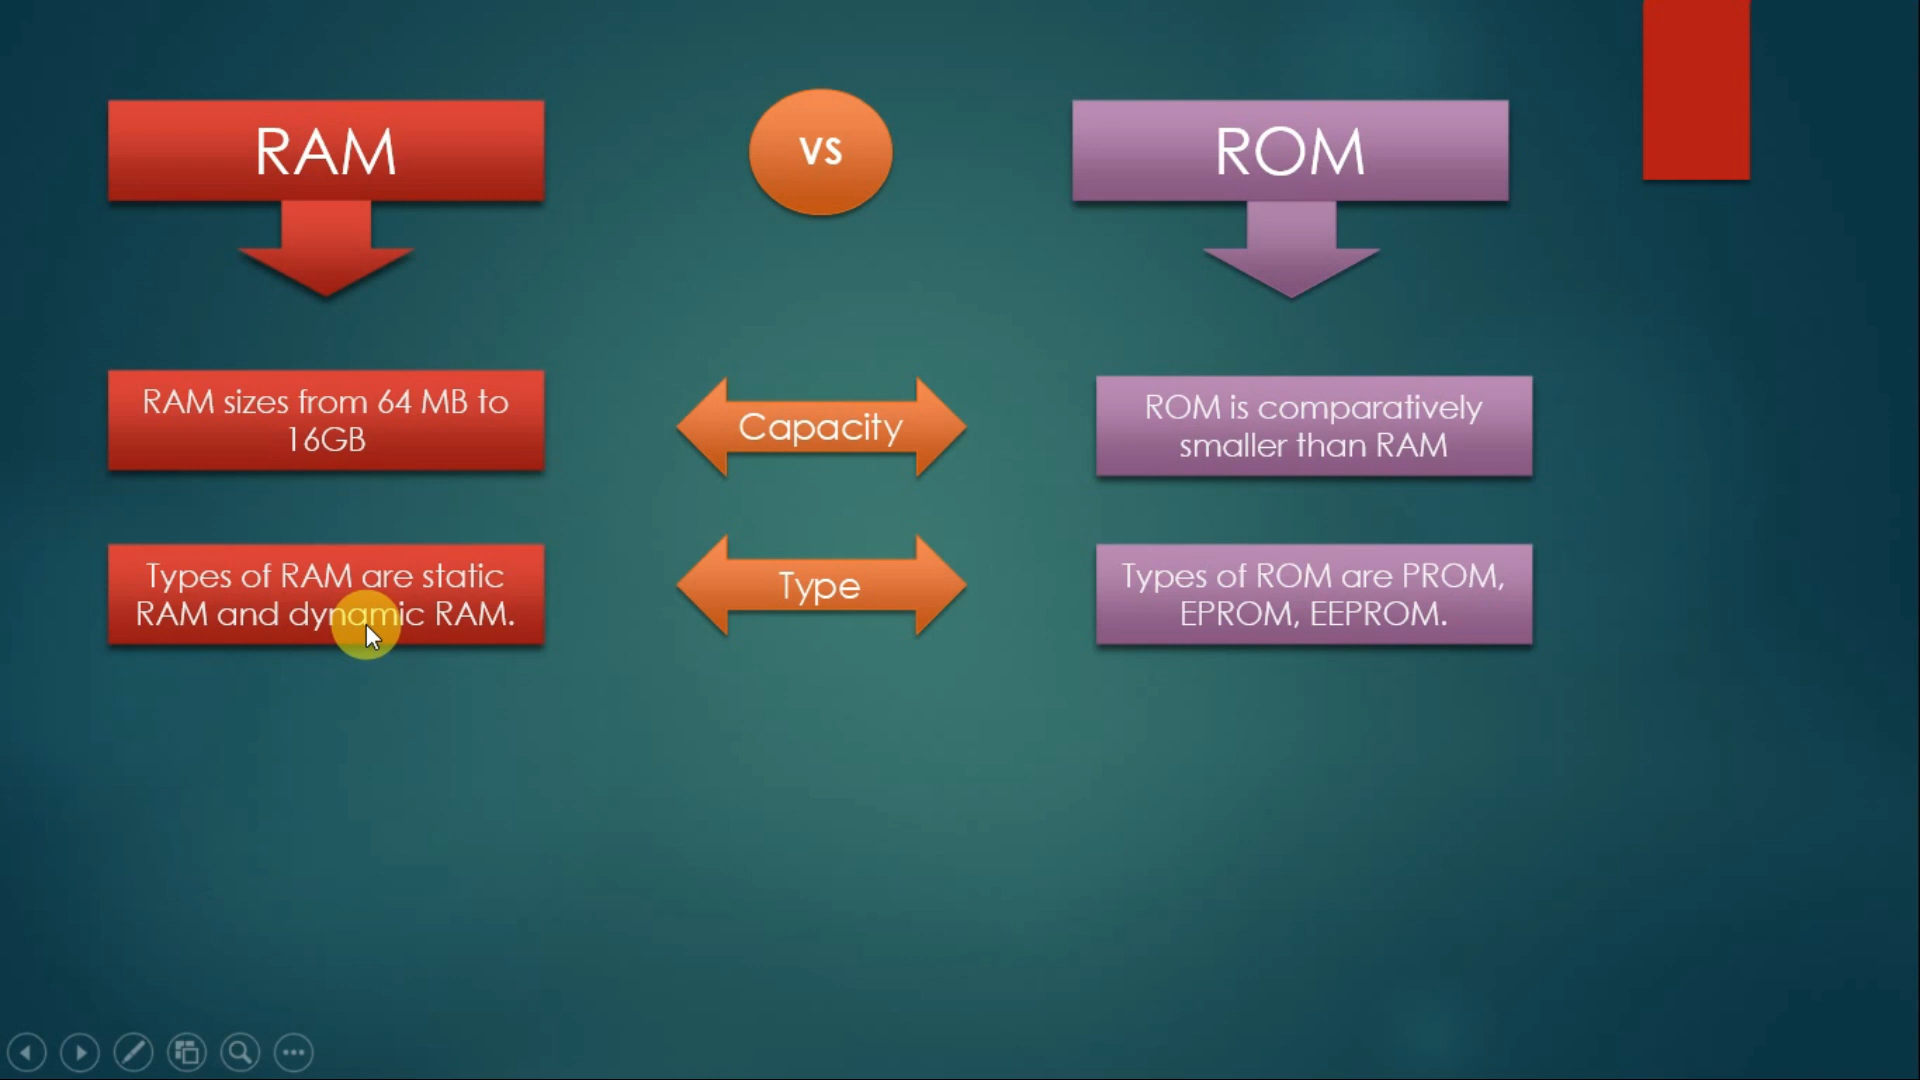 RAM
VS
ROM
RAM sizes from 64 MB to
16GB
Capacity
ROM is comparatively
smaller than RAM
Types of RAM are static
RAM and dynamic RAM.
Type
Types of ROM are PROM,
EPROM, EEPROM.